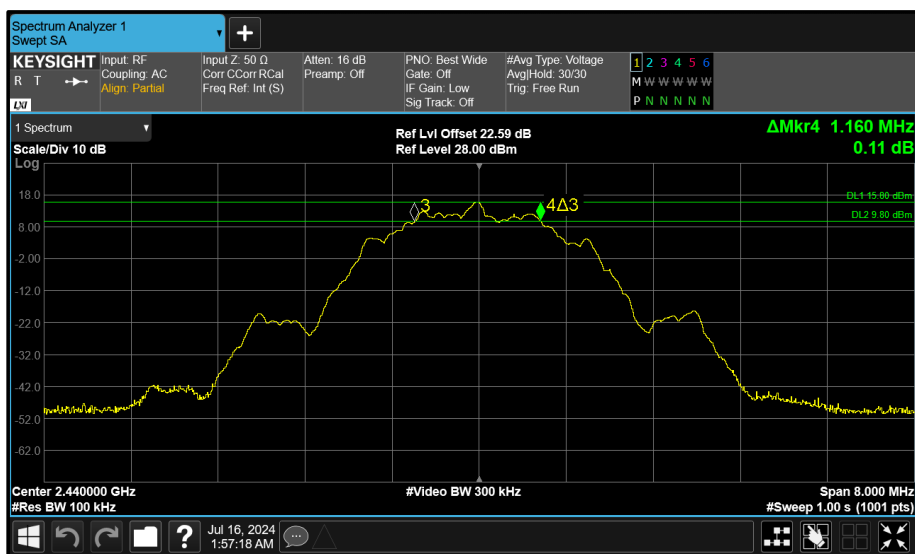 Spectrum Analyzer 1
Swept SA
+
KEYSIGHT
R T
LXI
Input: RF
Coupling: AC
Align: Partial
Input Z: 50 Ω
Corr CCorr RCal
Freq Ref: Int (S)
Atten: 16 dB
Preamp: Off
PNO: Best Wide
Gate: Off
IF Gain: Low
Sig Track: Off
#Avg Type: Voltage
Avg|Hold: 30/30
Trig: Free Run
1 2 3 4 5 6
M W W W W W
P N N N N N
1 Spectrum
Scale/Div 10 dB
Ref Lvl Offset 22.59 dB
Ref Level 28.00 dBm
ΔMkr4 1.160 MHz
0.11 dB
Log
18.0
8.00
-2.00
-12.0
-22.0
-32.0
-42.0
-52.0
-62.0
DL1 15.80 dBm
DL2 9.80 dBm
3
4Δ3
Center 2.440000 GHz
#Res BW 100 kHz
#Video BW 300 kHz
Span 8.000 MHz
#Sweep 1.00 s (1001 pts)
?
Jul 16, 2024
1:57:18 AM